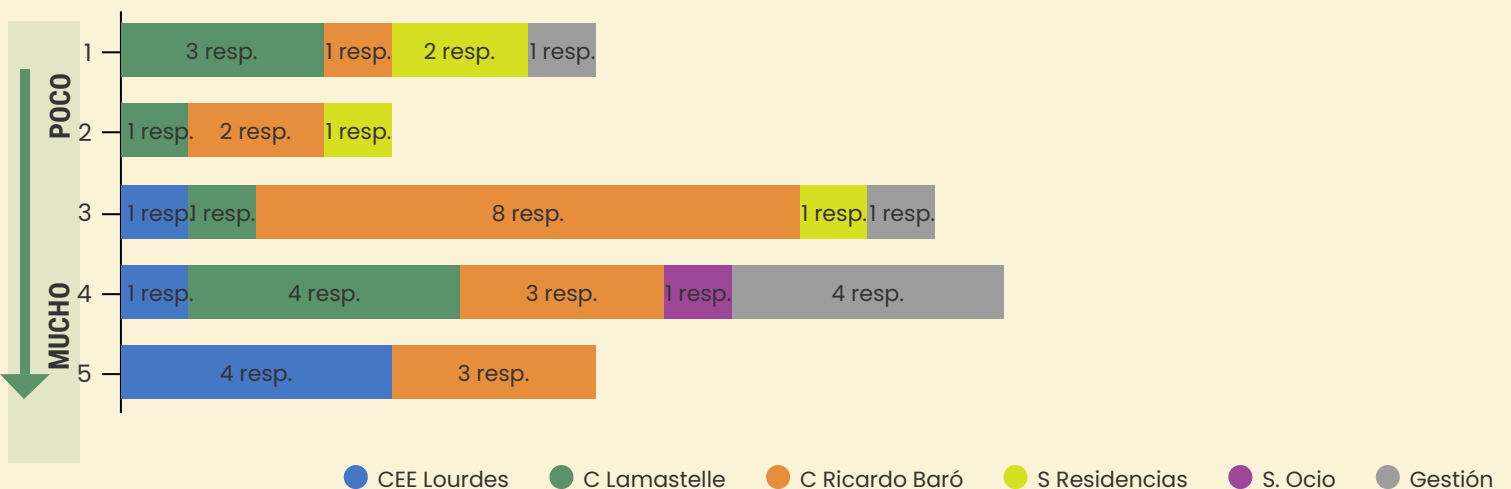 POCO
MUCHO
1 3 resp. 1 resp. 2 resp. 1 resp.
2 1 resp. 2 resp. 1 resp.
3 1 resp. 1 resp. 8 resp. 1 resp. 1 resp.
4 1 resp. 4 resp. 3 resp. 1 resp. 4 resp.
5 4 resp. 3 resp.
CEE Lourdes C Lamastelle C Ricardo Baró S Residencias S. Ocio Gestión